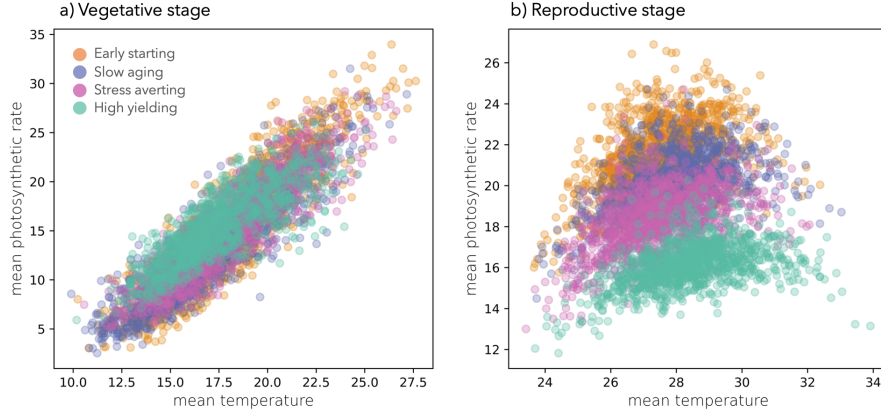 a) Vegetative stage
b) Reproductive stage
Early starting
Slow aging
Stress averting
High yielding
mean photosynthetic rate
35
30
25
20
15
10
5
10.0 12.5 15.0 17.5 20.0 22.5 25.0 27.5
mean temperature
mean photosynthetic rate
26
24
22
20
18
16
14
12
24 26 28 30 32 34
mean temperature